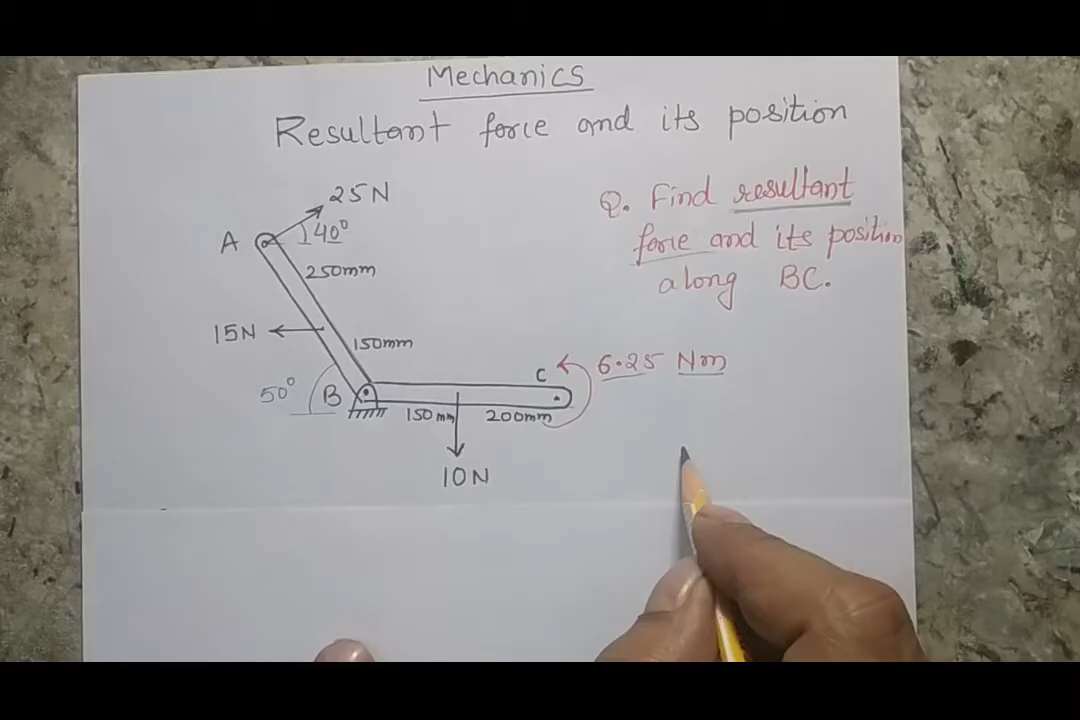 Mechanics
Resultant force and its position
25N
A
40°
250mm
15N
150mm
50°
B
C
150mm
200mm
10N
6.25 Nm
Q. Find resultant
force and its position
along BC.